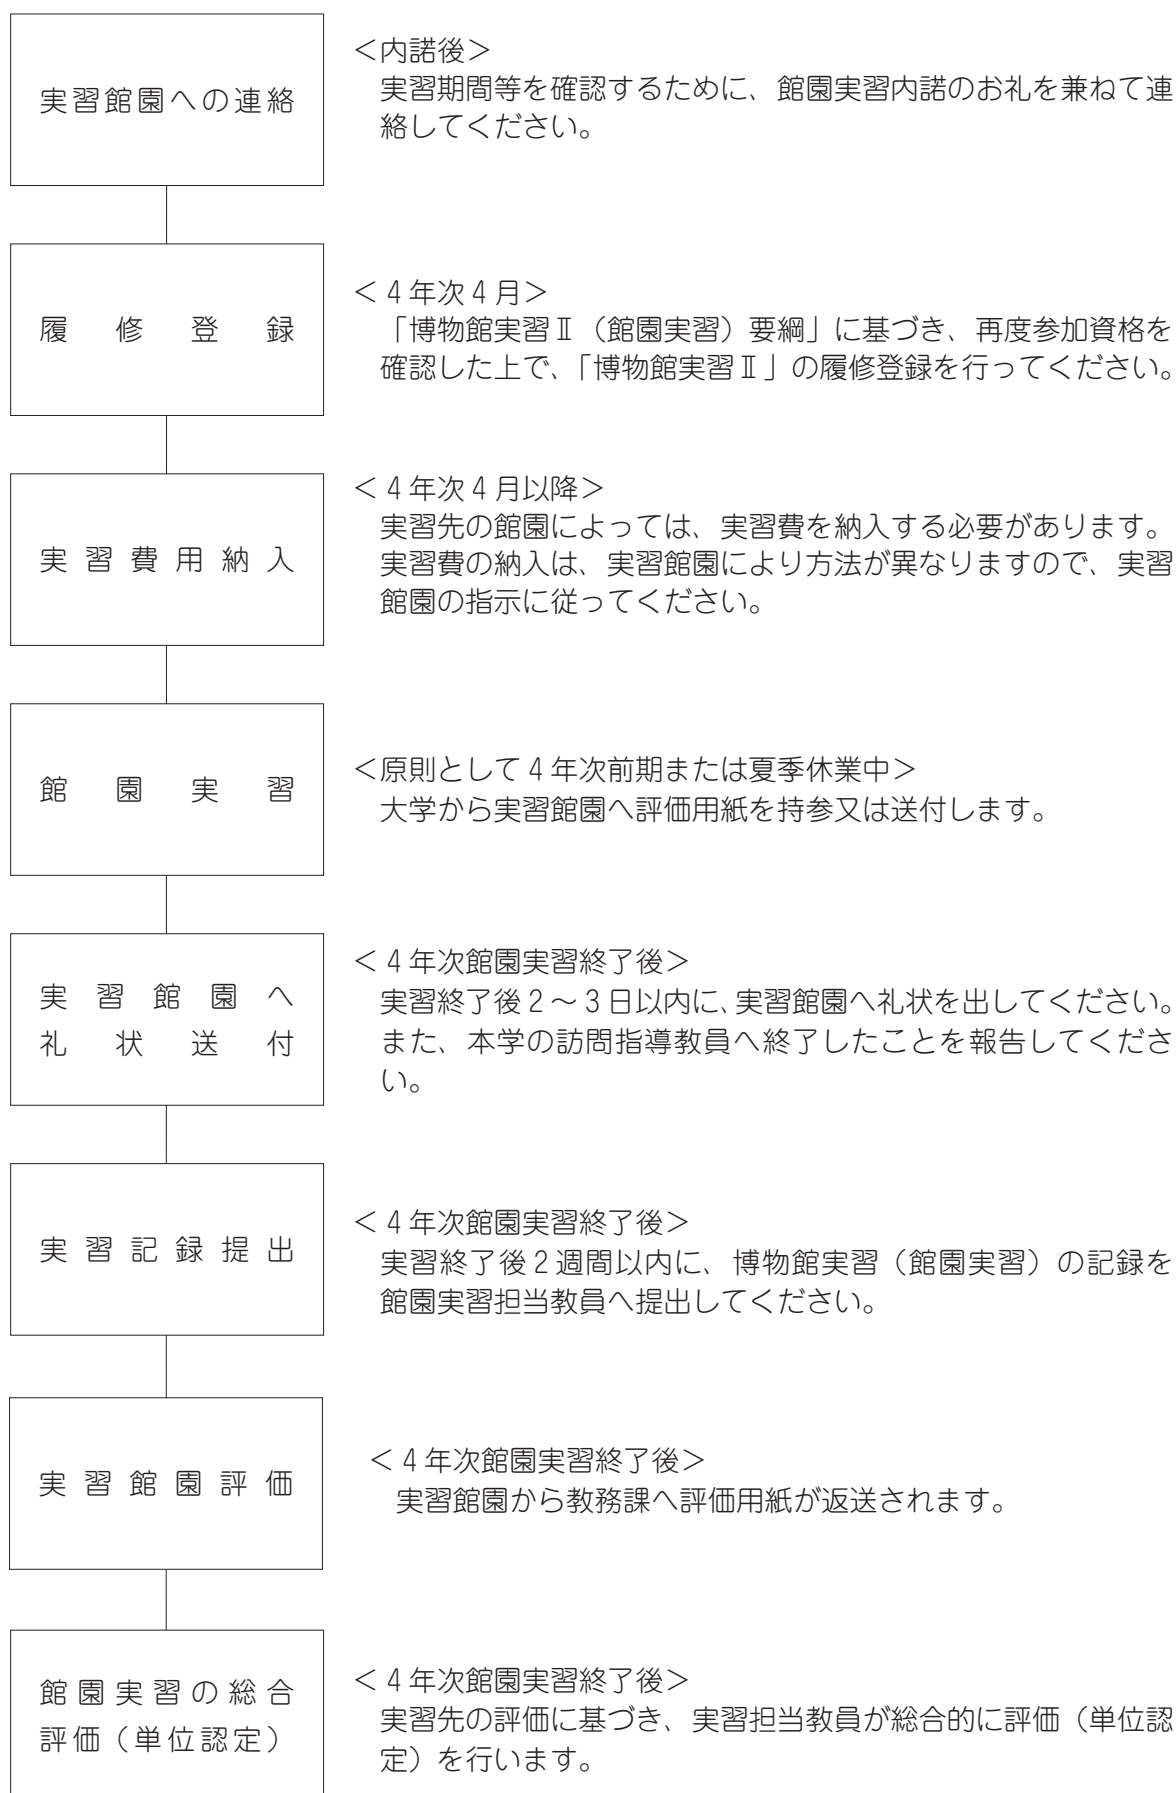 実習館園への連絡
＜内諾後＞
実習期間等を確認するために、館園実習内諾のお礼を兼ねて連
絡してください。
履修登録
＜４年次４月＞
「博物館実習Ⅱ（館園実習）要綱」に基づき、再度参加資格を
確認した上で、「博物館実習Ⅱ」の履修登録を行ってください。
実習費用納入
＜４年次４月以降＞
実習先の館園によっては、実習費を納入する必要があります。
実習費の納入は、実習館園により方法が異なりますので、実習
館園の指示に従ってください。
館園実習
＜原則として４年次前期または夏季休業中＞
大学から実習館園へ評価用紙を持参又は送付します。
実習館園へ
礼状送付
＜４年次館園実習終了後＞
実習終了後２～３日以内に、実習館園へ礼状を出してください。
また、本学の訪問指導教員へ終了したことを報告してくださ
い。
実習記録提出
＜４年次館園実習終了後＞
実習終了後２週間以内に、博物館実習（館園実習）の記録を
館園実習担当教員へ提出してください。
実習館園評価
＜４年次館園実習終了後＞
実習館園から教務課へ評価用紙が返送されます。
館園実習の総合
評価（単位認定）
＜４年次館園実習終了後＞
実習先の評価に基づき、実習担当教員が総合的に評価（単位認
定）を行います。